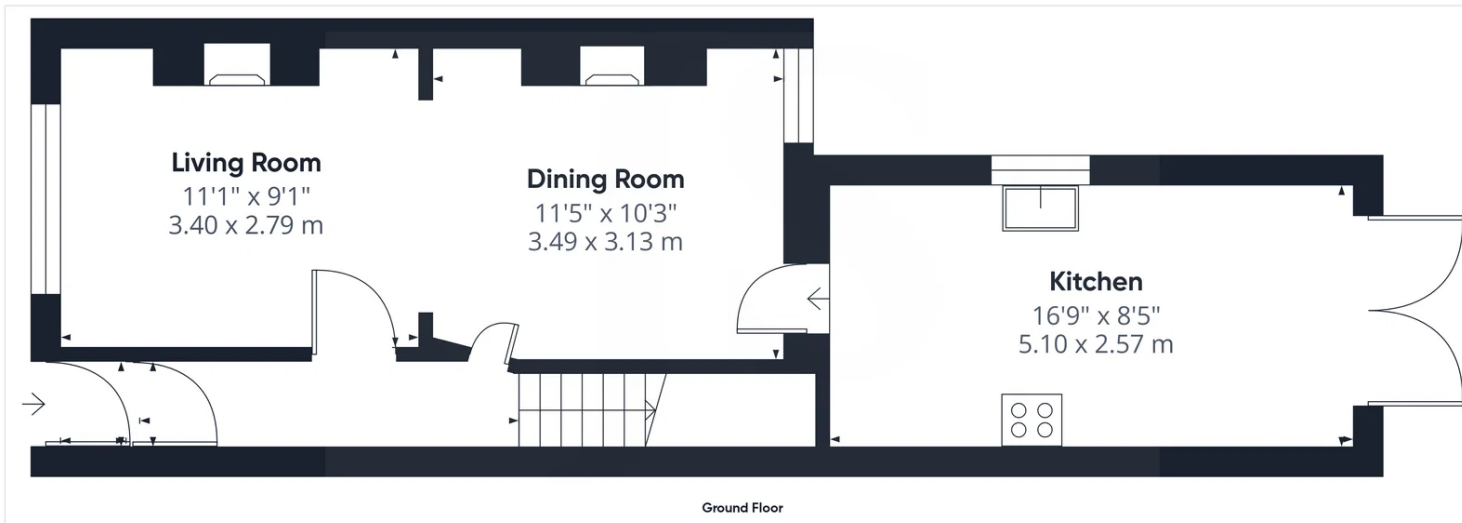 Living Room
11'1" x 9'1"
3.40 x 2.79 m
Dining Room
11'5" x 10'3"
3.49 x 3.13 m
Kitchen
16'9" x 8'5"
5.10 x 2.57 m
Ground Floor